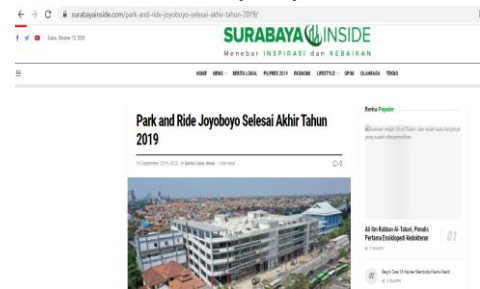 surabayainside.com/park-and-ride-joyoboyo-selesai-akhir-tahun-2019/
SURABAYA INSIDE
Menebar INSPIRASI dan KEBAIKAN
HOME NEWS BERITA LOKAL PILPRES 2019 EKONOMI LIFESTYLE OPINI OLAHRAGA TEKNO
Park and Ride Joyoboyo Selesai Akhir Tahun
2019
0
Berita Populer
Ali Ibn Rabban Al-Tabari, Penulis
Pertama Ensiklopedi Kedokteran
01
02